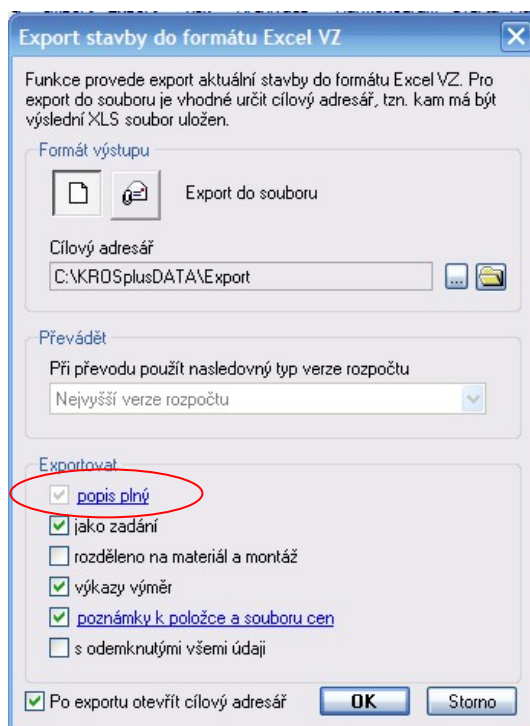 Export stavby do formátu Excel VZ
Funkce provede export aktuální stavby do formátu Excel VZ. Pro
export do souboru je vhodné určit cílový adresář, tzn. kam má být
výsledný XLS soubor uložen.
Formát výstupu
Export do souboru
Cílový adresář
C:\KROSplusDATA\Export
...
Převádět
Při převodu použít nasledovný typ verze rozpočtu
Nejvyšší verze rozpočtu
Exportovat
popis plný
jako zadání
rozděleno na materiál a montáž
výkazy výměr
poznámky k položce a souboru cen
s odemknutými všemi údaji
Po exportu otevřít cílový adresář
OK
Storno